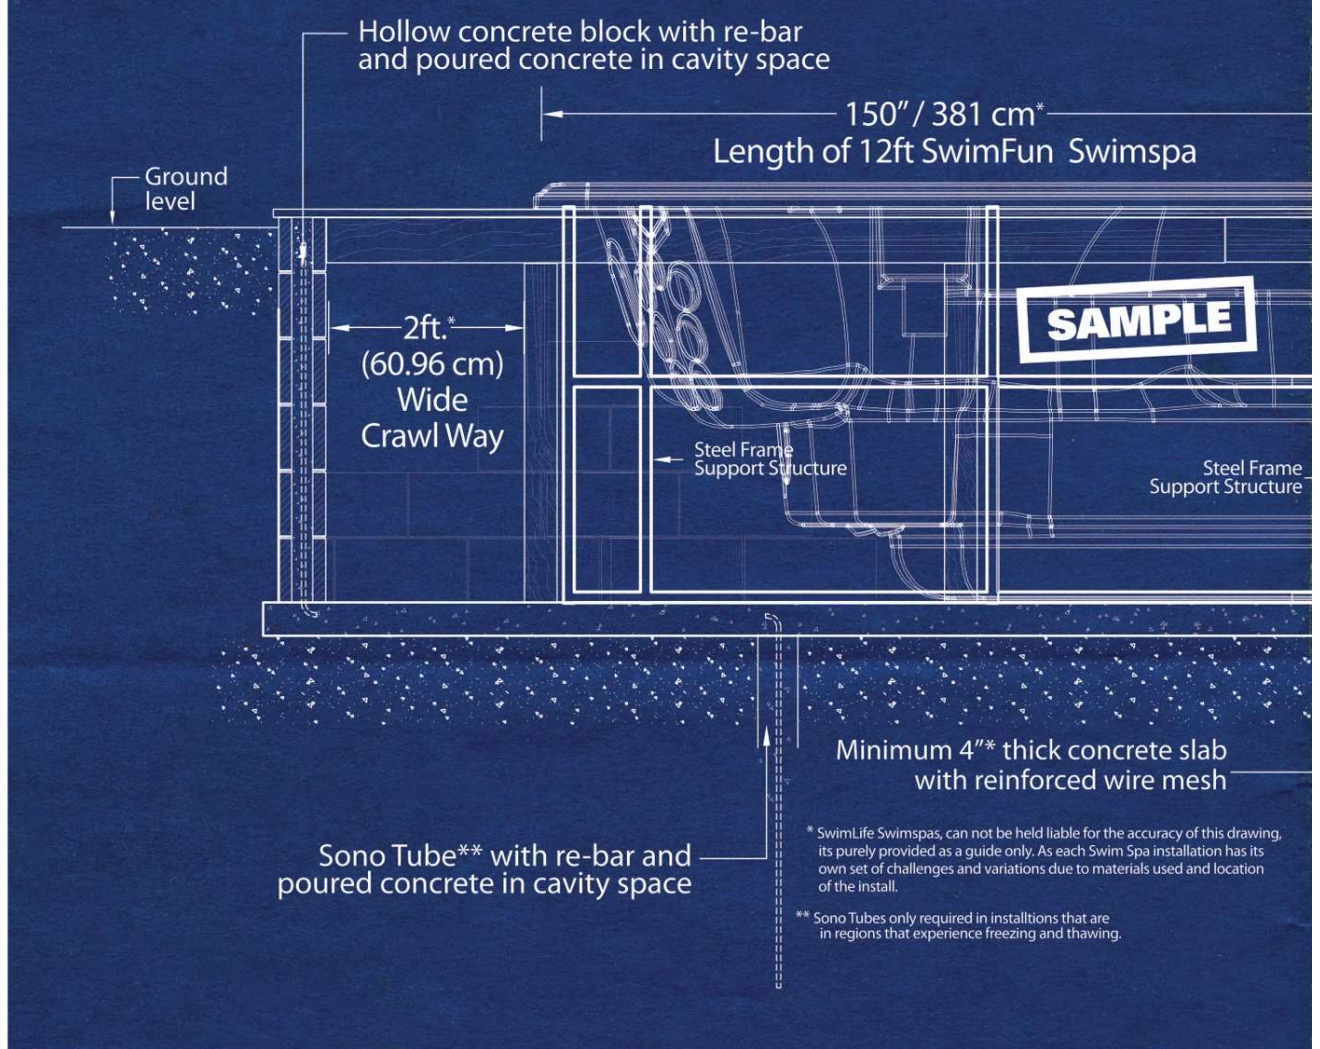 Hollow concrete block with re-bar
and poured concrete in cavity space
150" / 381 cm*
Length of 12ft SwimFun Swimspa
Ground
level
SAMPLE
2ft.*
(60.96 cm)
Wide
Crawl Way
Steel Frame
Support Structure
Steel Frame
Support Structure
Minimum 4"* thick concrete slab
with reinforced wire mesh
Sono Tube** with re-bar and
poured concrete in cavity space
* SwimLife Swimspas, can not be held liable for the accuracy of this drawing,
its purely provided as a guide only. As each Swim Spa installation has its
own set of challenges and variations due to materials used and location
of the install.
** Sono Tubes only required in installtions that are
in regions that experience freezing and thawing.